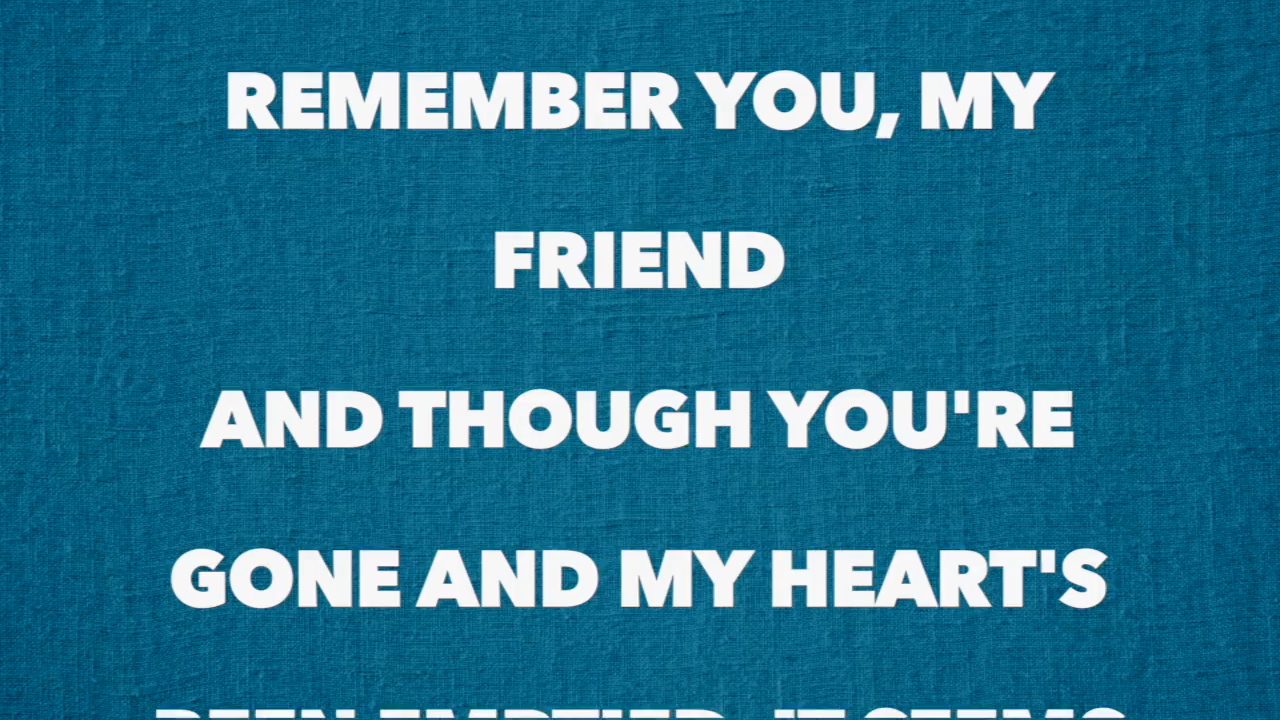 REMEMBER YOU, MY
FRIEND
AND THOUGH YOU'RE
GONE AND MY HEART'S